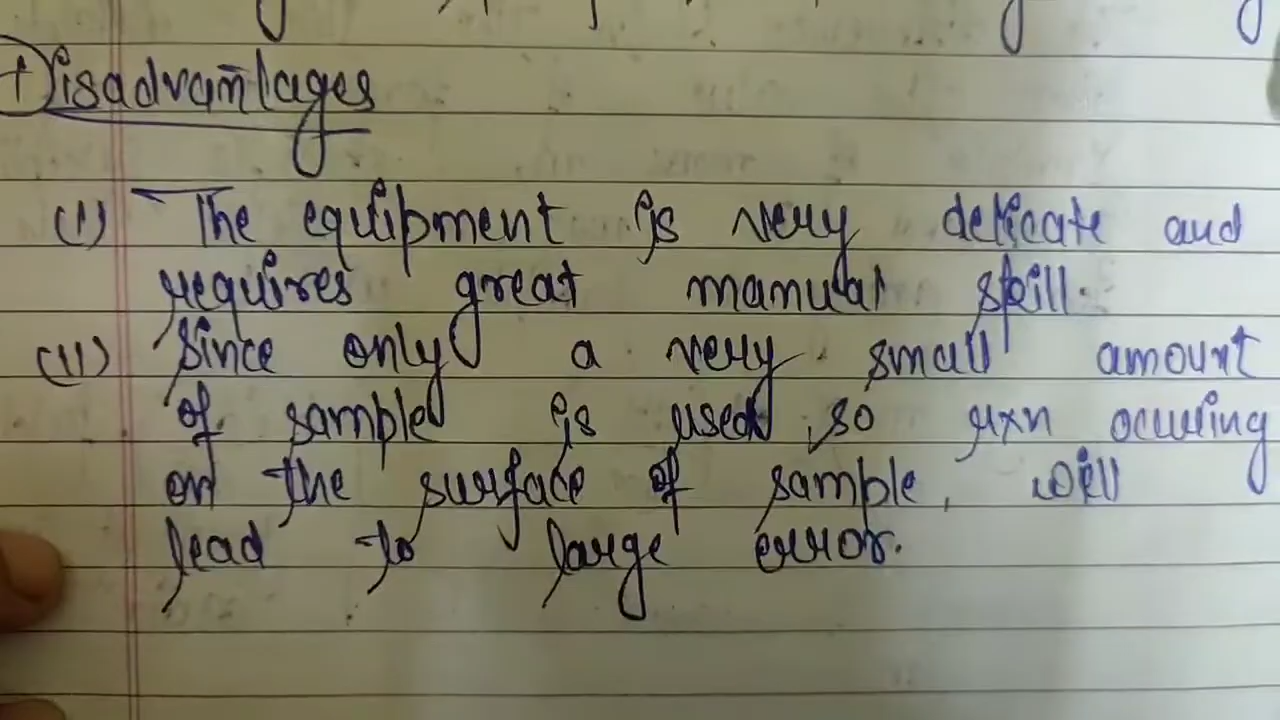 Disadvantages
(I) The equipment is very delicate and
requires great manual skill.
(II) Since only a very small amount
of sample is used, so rxn occuring
on the surface of sample, will
lead to large error.